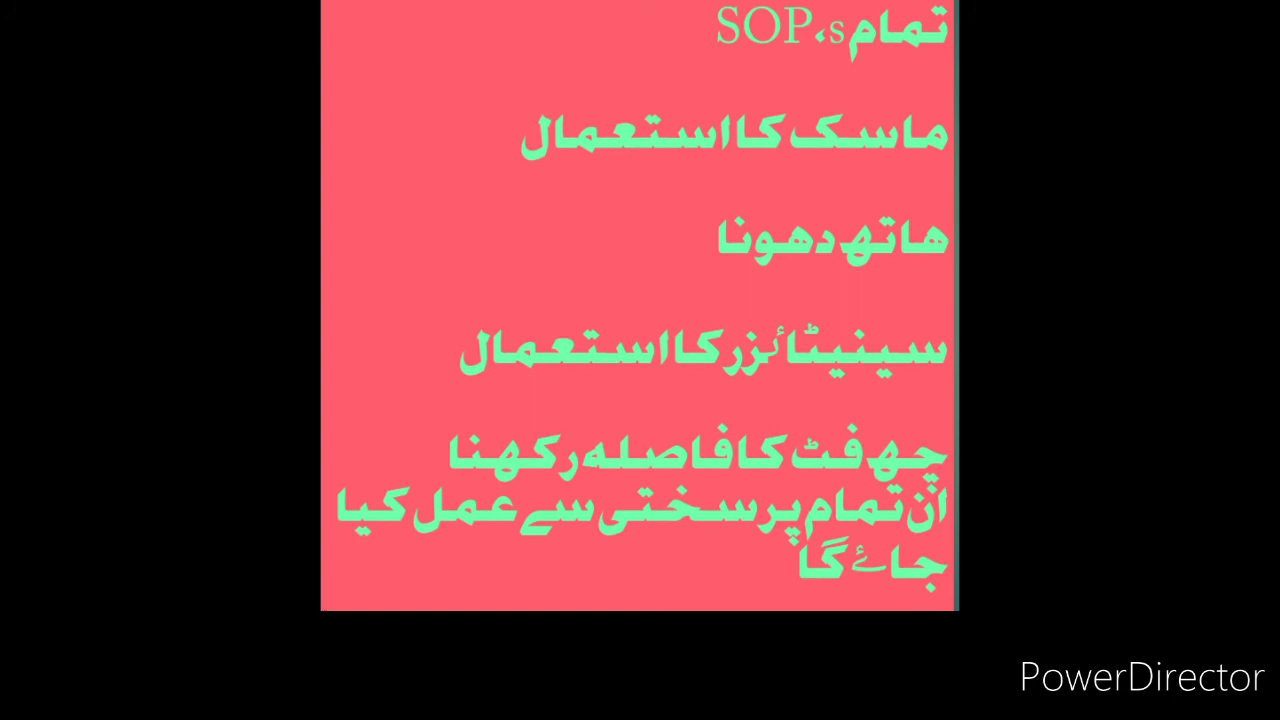 تمام SOP،s
ماسک کا استعمال
ھاتھ دھونا
سینیٹائزر کا استعمال
چھ فٹ کا فاصلہ رکھنا
ان تمام پر سختی سے عمل کیا
جاۓ گا
PowerDirector